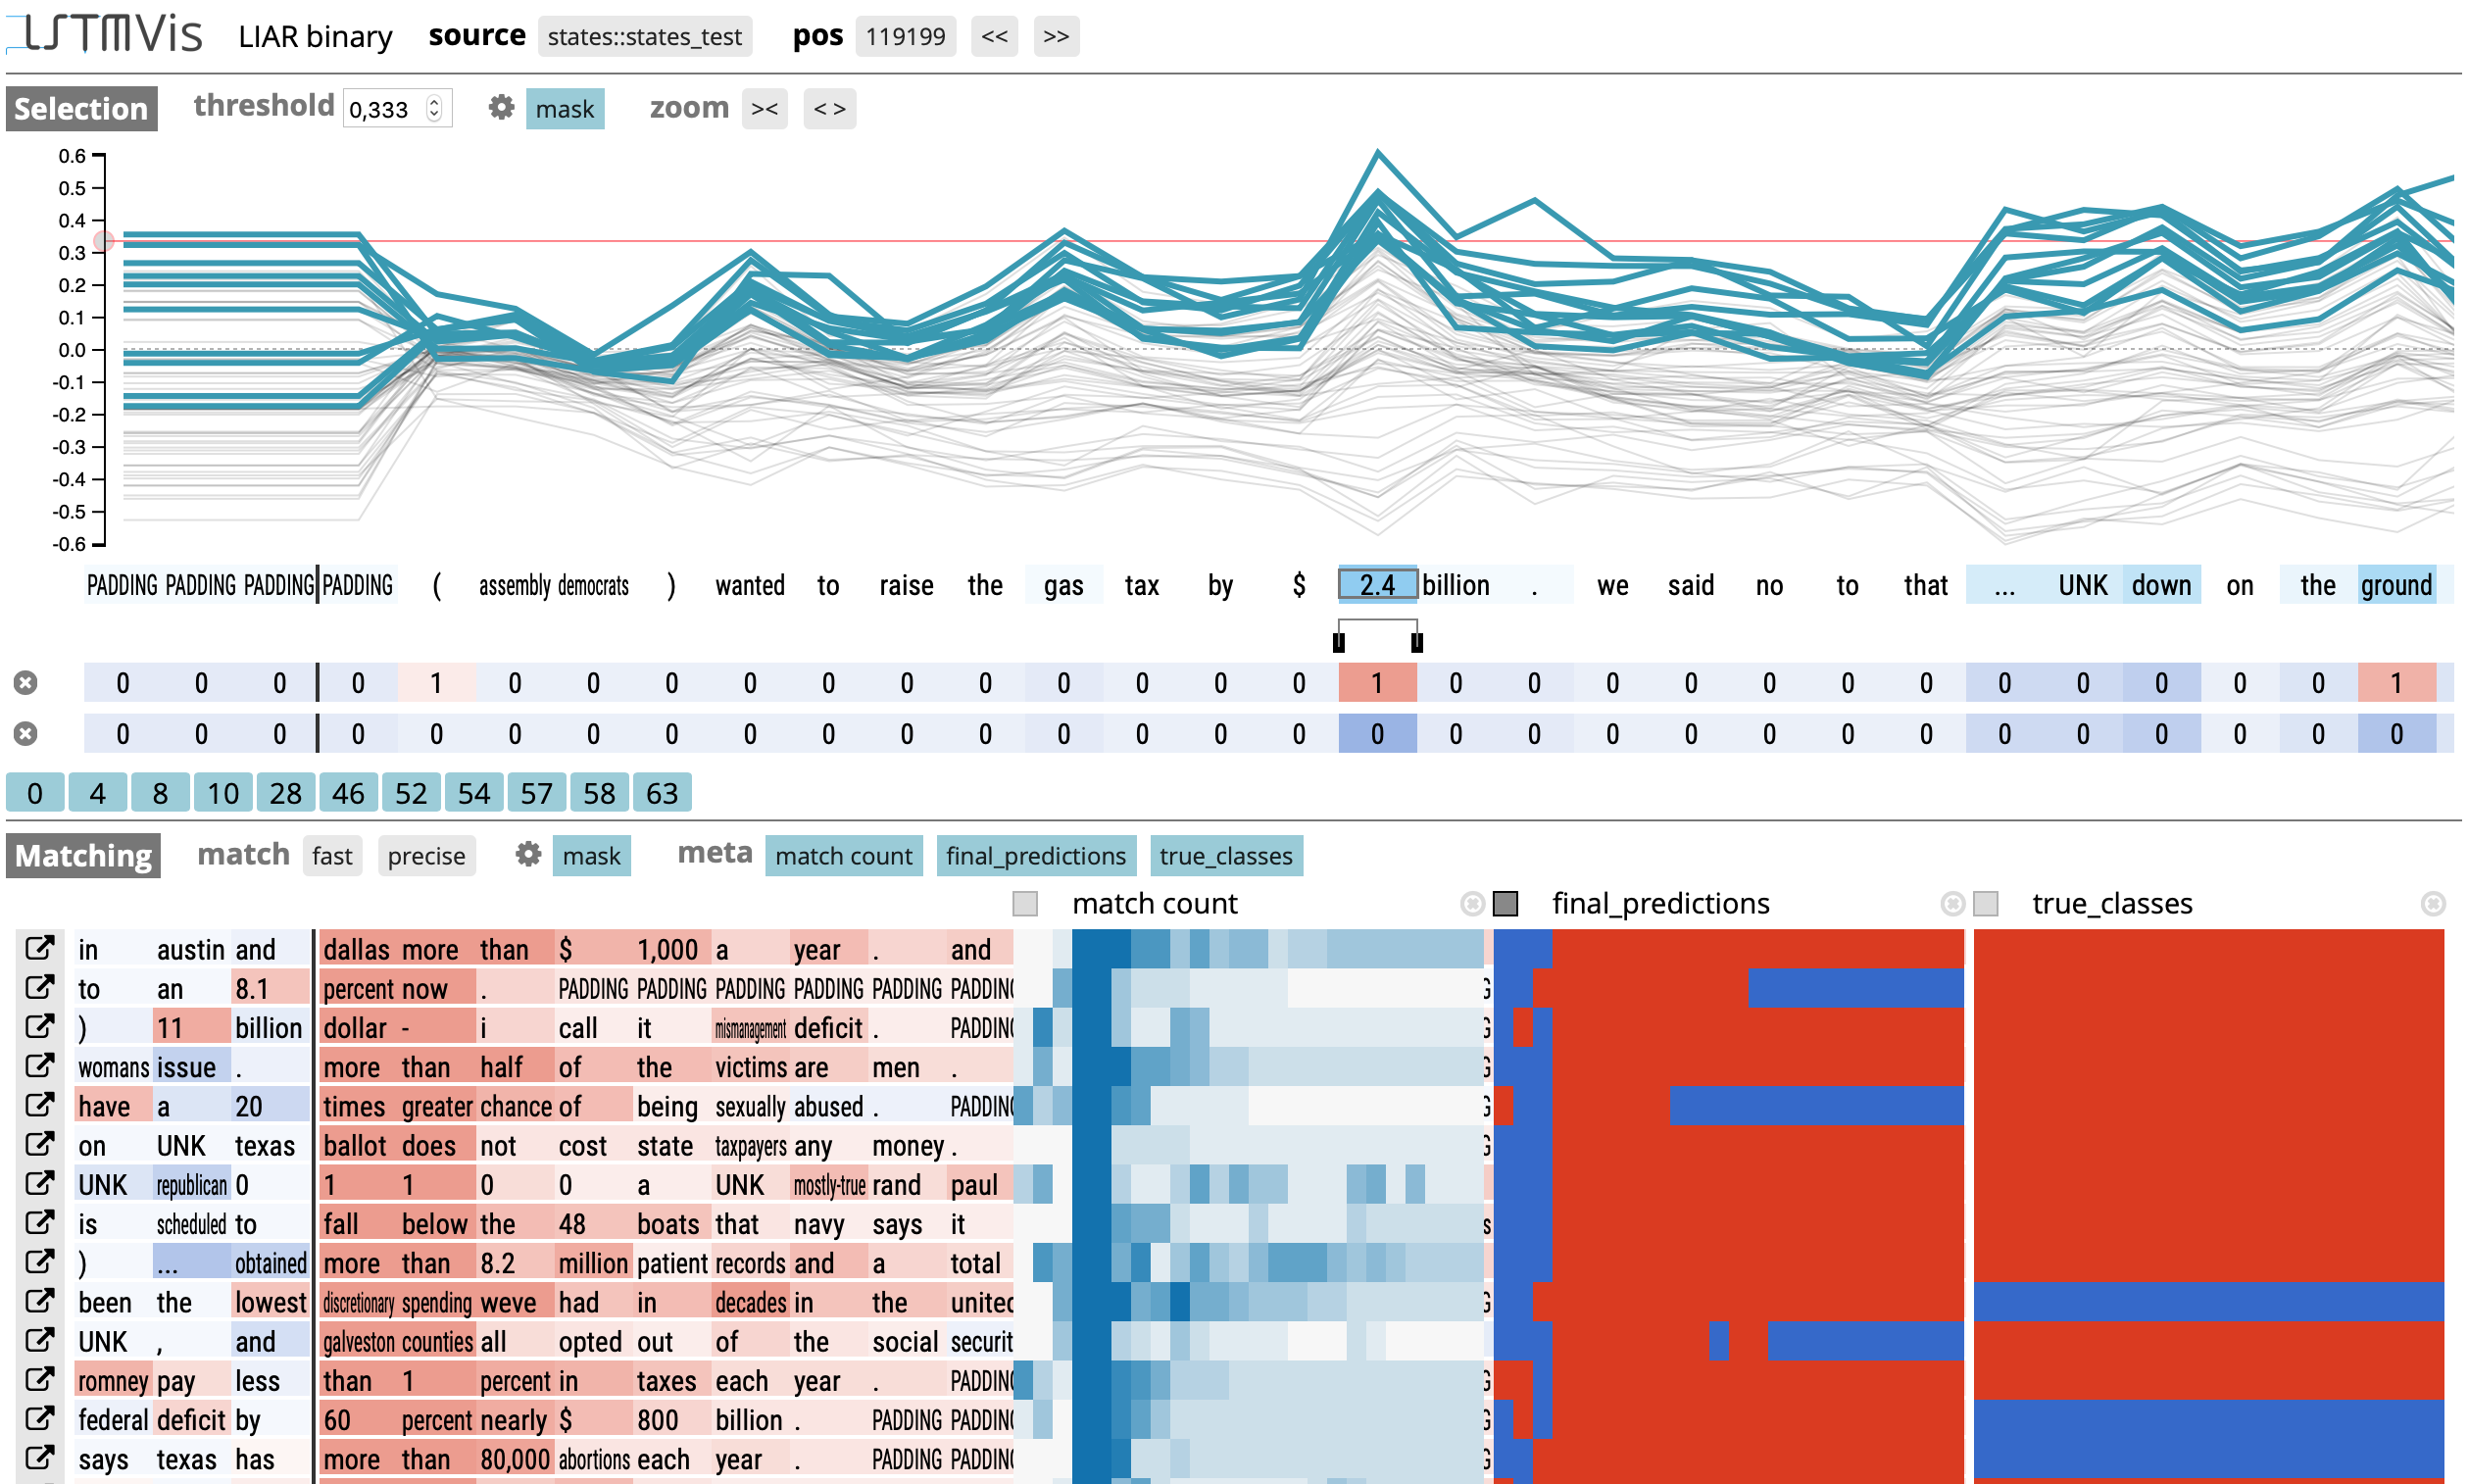 LSTMVis LIAR binary source states::states_test pos 119199 << >>
Selection threshold 0,333 mask zoom >< < >
0.6
0.5
0.4
0.3
0.2
0.1
0.0
-0.1
-0.2
-0.3
-0.4
-0.5
-0.6
PADDING PADDING PADDING PADDING ( assembly democrats ) wanted to raise the gas tax by $ 2.4 billion . we said no to that ... UNK down on the ground
0 0 0 0 1 0 0 0 0 0 0 0 0 0 0 0 1 0 0 0 0 0 0 0 0 0 0 0 0 1
0 0 0 0 0 0 0 0 0 0 0 0 0 0 0 0 0 0 0 0 0 0 0 0 0 0 0 0 0 0
0 4 8 10 28 46 52 54 57 58 63
Matching match fast precise mask meta match count final_predictions true_classes
match count final_predictions true_classes
in austin and dallas more than $ 1,000 a year . and
to an 8.1 percent now . PADDING PADDING PADDING PADDING PADDING PADDING
) 11 billion dollar - i call it mismanagement deficit . PADDING
womans issue . more than half of the victims are men .
have a 20 times greater chance of being sexually abused . PADDING
on UNK texas ballot does not cost state taxpayers any money .
UNK republican 0 1 1 0 0 a UNK mostly-true rand paul
is scheduled to fall below the 48 boats that navy says it
) ... obtained more than 8.2 million patient records and a total
been the lowest discretionary spending weve had in decades in the united
UNK , and galveston counties all opted out of the social securit
romney pay less than 1 percent in taxes each year . PADDING
federal deficit by 60 percent nearly $ 800 billion . PADDING PADDING
says texas has more than 80,000 abortions each year . PADDING PADDING